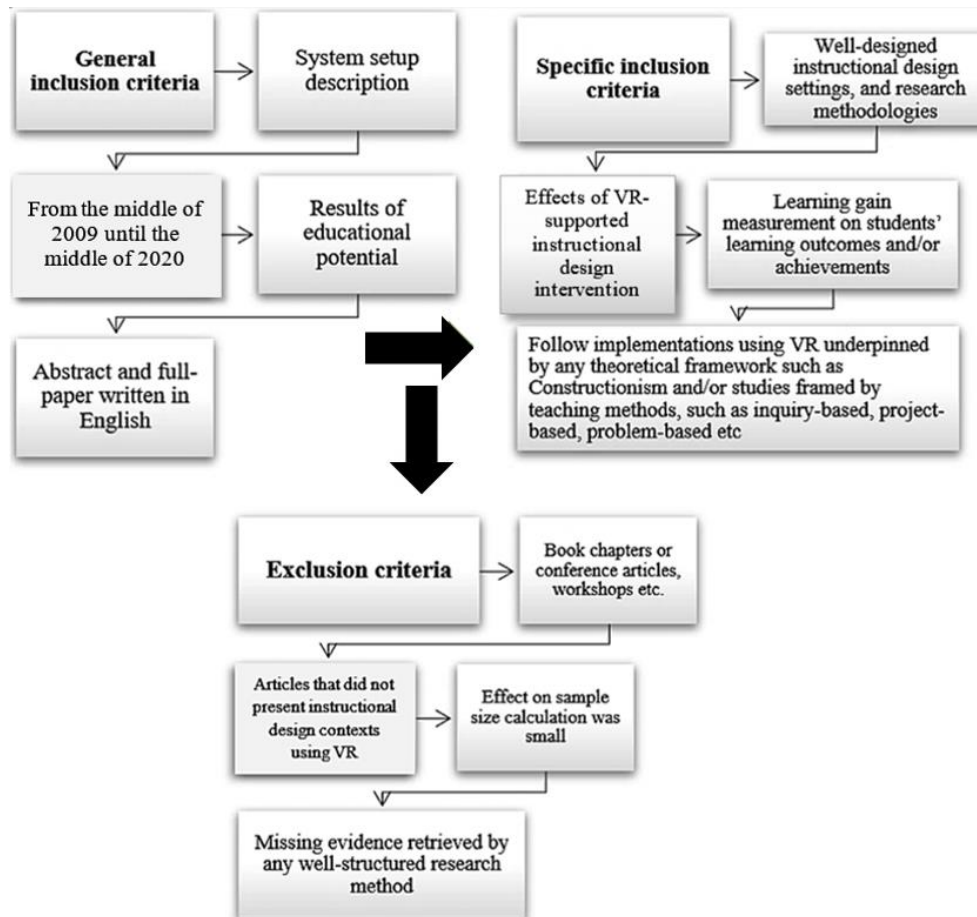 General
inclusion criteria
System setup
description
From the middle of
2009 until the
middle of 2020
Results of
educational
potential
Abstract and full-
paper written in
English
Specific inclusion
criteria
Well-designed
instructional design
settings, and research
methodologies
Effects of VR-
supported
instructional
design
intervention
Learning gain
measurement on students’
learning outcomes and/or
achievements
Follow implementations using VR underpinned
by any theoretical framework such as
Constructionism and/or studies framed by
teaching methods, such as inquiry-based, project-
based, problem-based etc
Exclusion criteria
Book chapters or
conference articles,
workshops etc.
Articles that did not
present instructional
design contexts
using VR
Effect on sample
size calculation was
small
Missing evidence retrieved by
any well-structured research
method